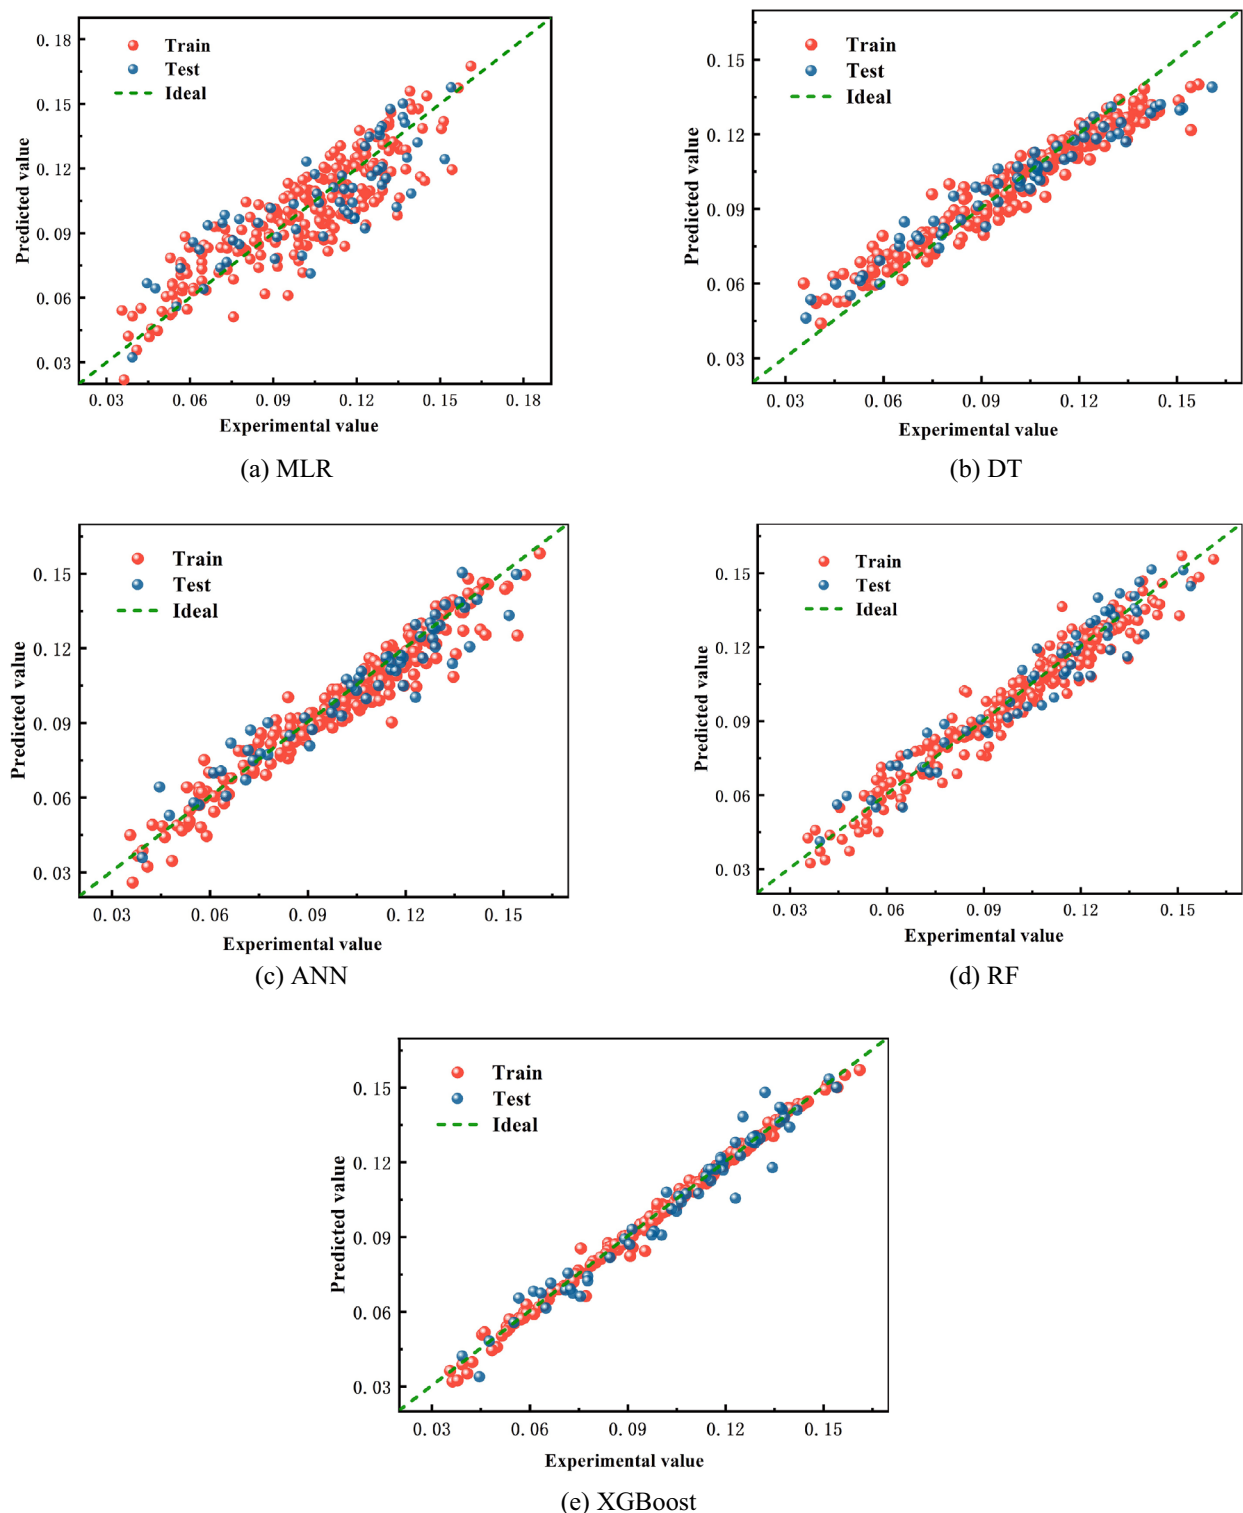 0.18
0.15
0.12
0.09
0.06
0.03
Predicted value
Train
Test
Ideal
0.03 0.06 0.09 0.12 0.15 0.18
Experimental value
(a) MLR
0.15
0.12
0.09
0.06
0.03
Predicted value
Train
Test
Ideal
0.03 0.06 0.09 0.12 0.15
Experimental value
(b) DT
0.15
0.12
0.09
0.06
0.03
Predicted value
Train
Test
Ideal
0.03 0.06 0.09 0.12 0.15
Experimental value
(c) ANN
0.15
0.12
0.09
0.06
0.03
Predicted value
Train
Test
Ideal
0.03 0.06 0.09 0.12 0.15
Experimental value
(d) RF
0.15
0.12
0.09
0.06
0.03
Predicted value
Train
Test
Ideal
0.03 0.06 0.09 0.12 0.15
Experimental value
(e) XGBoost